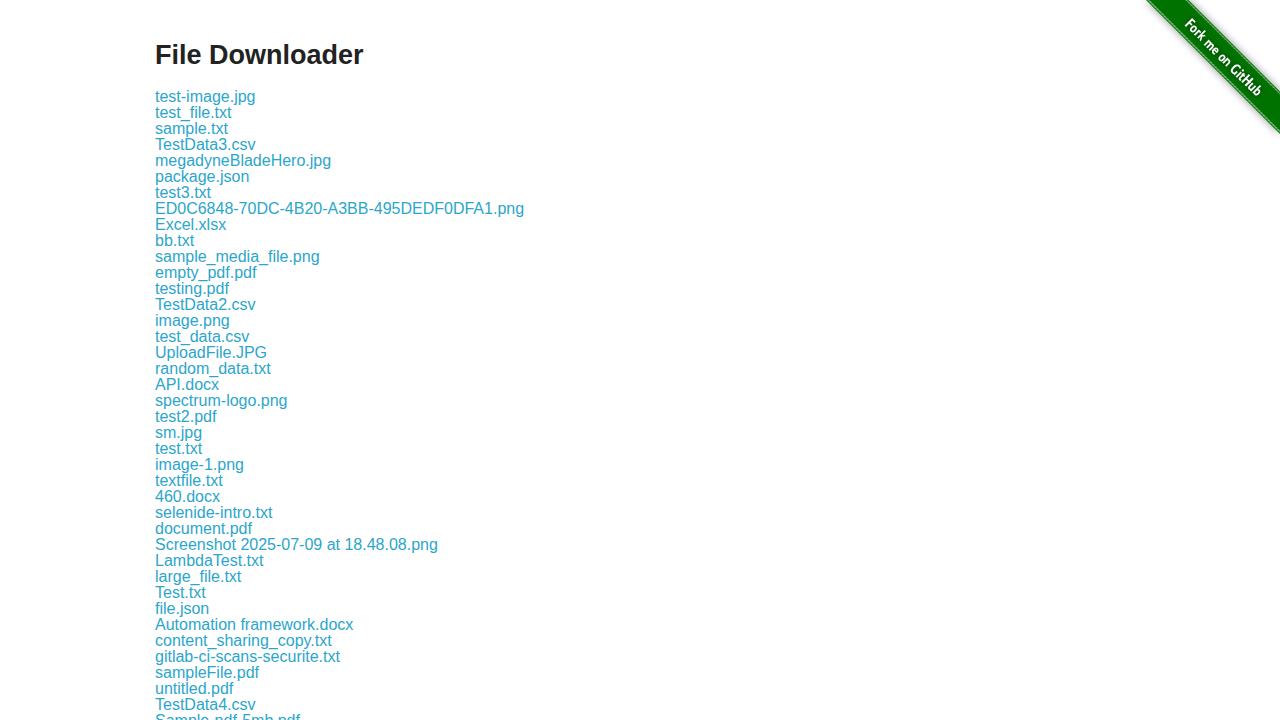 Fork me on GitHub
File Downloader
test-image.jpg
test_file.txt
sample.txt
TestData3.csv
megadyneBladeHero.jpg
package.json
test3.txt
ED0C6848-70DC-4B20-A3BB-495DEDF0DFA1.png
Excel.xlsx
bb.txt
sample_media_file.png
empty_pdf.pdf
testing.pdf
TestData2.csv
image.png
test_data.csv
UploadFile.JPG
random_data.txt
API.docx
spectrum-logo.png
test2.pdf
sm.jpg
test.txt
image-1.png
textfile.txt
460.docx
selenide-intro.txt
document.pdf
Screenshot 2025-07-09 at 18.48.08.png
LambdaTest.txt
large_file.txt
Test.txt
file.json
Automation framework.docx
content_sharing_copy.txt
gitlab-ci-scans-securite.txt
sampleFile.pdf
untitled.pdf
TestData4.csv
Sample-pdf-5mb.pdf